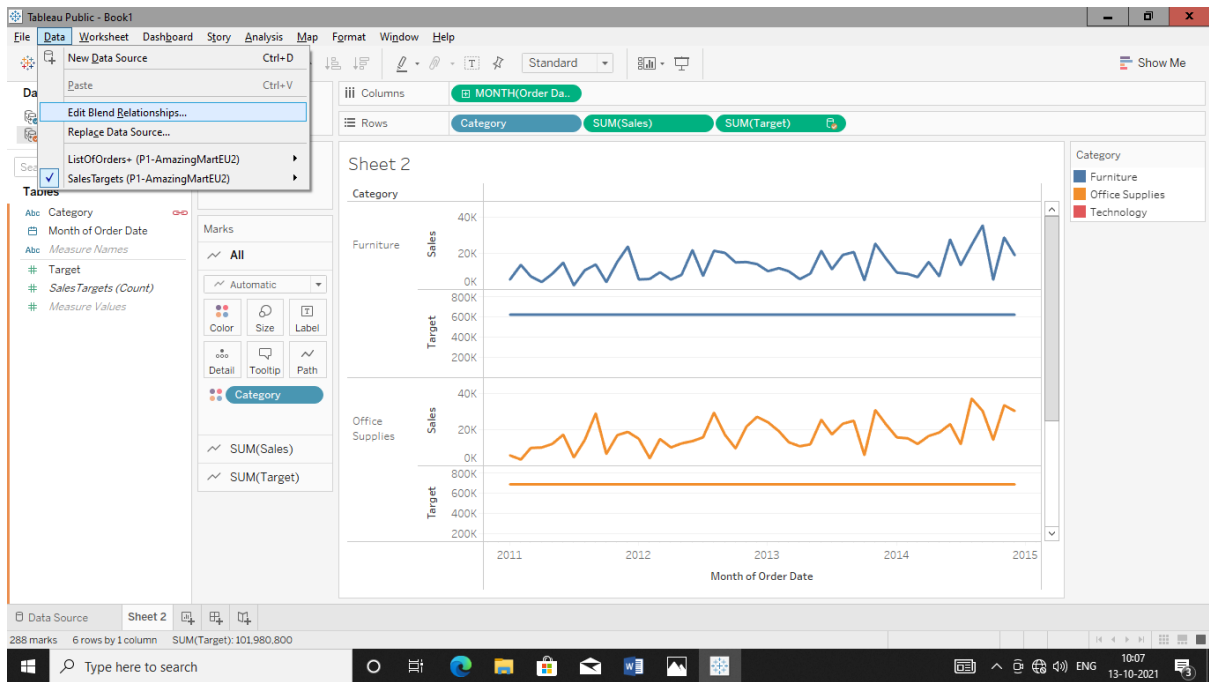 Tableau Public - Book1
File Data Worksheet Dashboard Story Analysis Map Format Window Help
New Data Source Ctrl+D
Paste Ctrl+V
Edit Blend Relationships...
Replace Data Source...
ListOfOrders+ (P1-AmazingMartEU2)
SalesTargets (P1-AmazingMartEU2)
Standard
Show Me
Da
Sea
Tables
Abc Category
Month of Order Date
Abc Measure Names
# Target
# SalesTargets (Count)
# Measure Values
Marks
All
Automatic
Color Size Label
Detail Tooltip Path
Category
SUM(Sales)
SUM(Target)
Columns MONTH(Order Da..
Rows Category SUM(Sales) SUM(Target)
Sheet 2
Category
Furniture
Sales
40K
20K
0K
Target
800K
600K
400K
200K
Office
Supplies
Sales
40K
20K
0K
Target
800K
600K
400K
200K
2011 2012 2013 2014 2015
Month of Order Date
Category
Furniture
Office Supplies
Technology
Data Source Sheet 2
288 marks 6 rows by 1 column SUM(Target): 101,980,800
Type here to search
ENG
10:07
13-10-2021
3